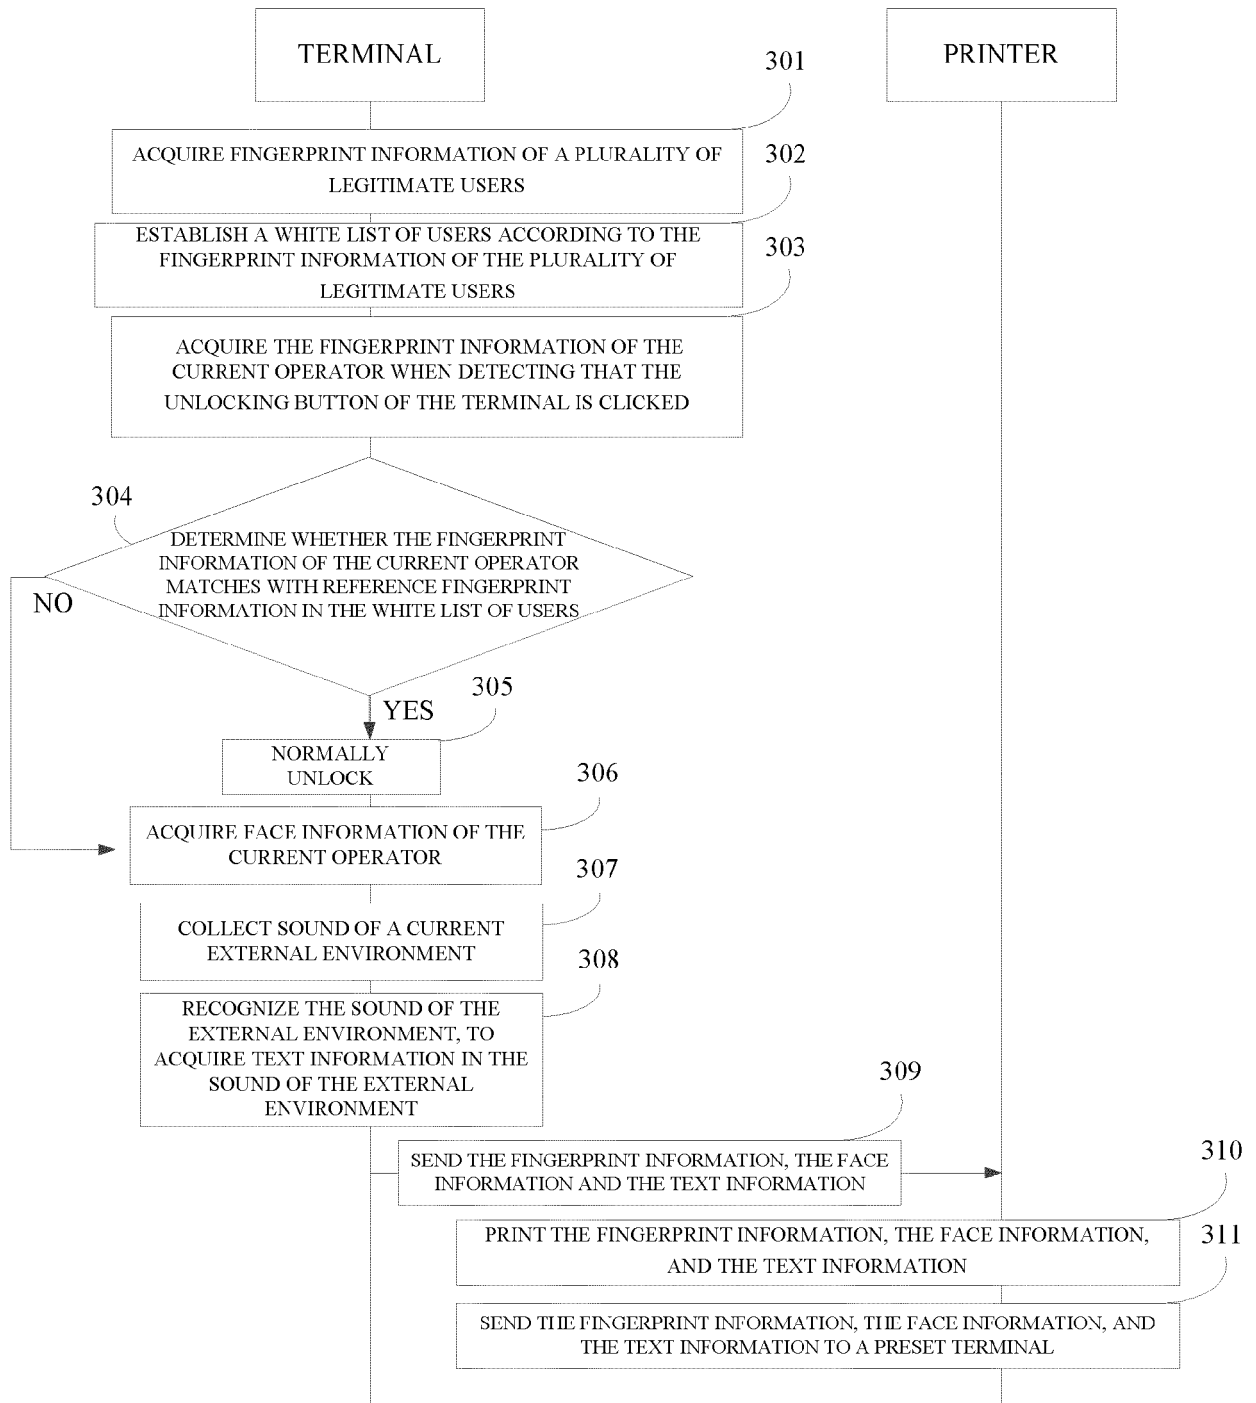 TERMINAL
PRINTER
301
ACQUIRE FINGERPRINT INFORMATION OF A PLURALITY OF
LEGITIMATE USERS
302
ESTABLISH A WHITE LIST OF USERS ACCORDING TO THE
FINGERPRINT INFORMATION OF THE PLURALITY OF
LEGITIMATE USERS
303
ACQUIRE THE FINGERPRINT INFORMATION OF THE
CURRENT OPERATOR WHEN DETECTING THAT THE
UNLOCKING BUTTON OF THE TERMINAL IS CLICKED
304
DETERMINE WHETHER THE FINGERPRINT
INFORMATION OF THE CURRENT OPERATOR
MATCHES WITH REFERENCE FINGERPRINT
INFORMATION IN THE WHITE LIST OF USERS
NO
YES
305
NORMALLY
UNLOCK
306
ACQUIRE FACE INFORMATION OF THE
CURRENT OPERATOR
307
COLLECT SOUND OF A CURRENT
EXTERNAL ENVIRONMENT
308
RECOGNIZE THE SOUND OF THE
EXTERNAL ENVIRONMENT, TO
ACQUIRE TEXT INFORMATION IN THE
SOUND OF THE EXTERNAL
ENVIRONMENT
309
SEND THE FINGERPRINT INFORMATION, THE FACE
INFORMATION AND THE TEXT INFORMATION
310
PRINT THE FINGERPRINT INFORMATION, THE FACE INFORMATION,
AND THE TEXT INFORMATION
311
SEND THE FINGERPRINT INFORMATION, THE FACE INFORMATION, AND
THE TEXT INFORMATION TO A PRESET TERMINAL